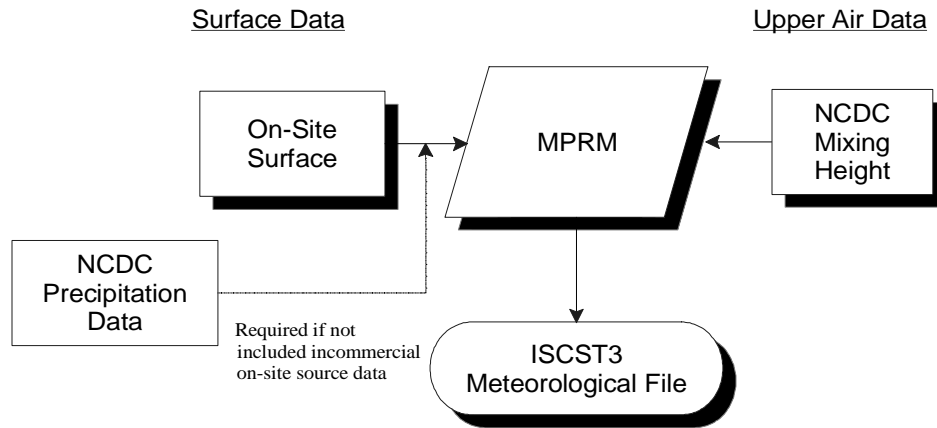 Surface Data
Upper Air Data
On-Site
Surface
MPRM
NCDC
Mixing
Height
NCDC
Precipitation
Data
Required if not
included incommercial
on-site source data
ISCST3
Meteorological File